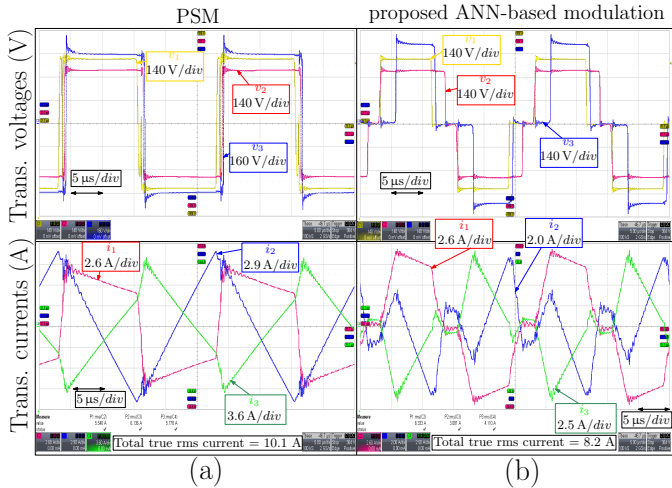 PSM
proposed ANN-based modulation
Trans. voltages (V)
v1
140 V/div
v2
140 V/div
v3
160 V/div
5 µs/div
v1
140 V/div
v2
140 V/div
v3
140 V/div
5 µs/div
Trans. currents (A)
i1
2.6 A/div
i2
2.9 A/div
i3
3.6 A/div
5 µs/div
Total true rms current = 10.1 A
i1
2.6 A/div
i2
2.0 A/div
i3
2.5 A/div
5 µs/div
Total true rms current = 8.2 A
(a)
(b)